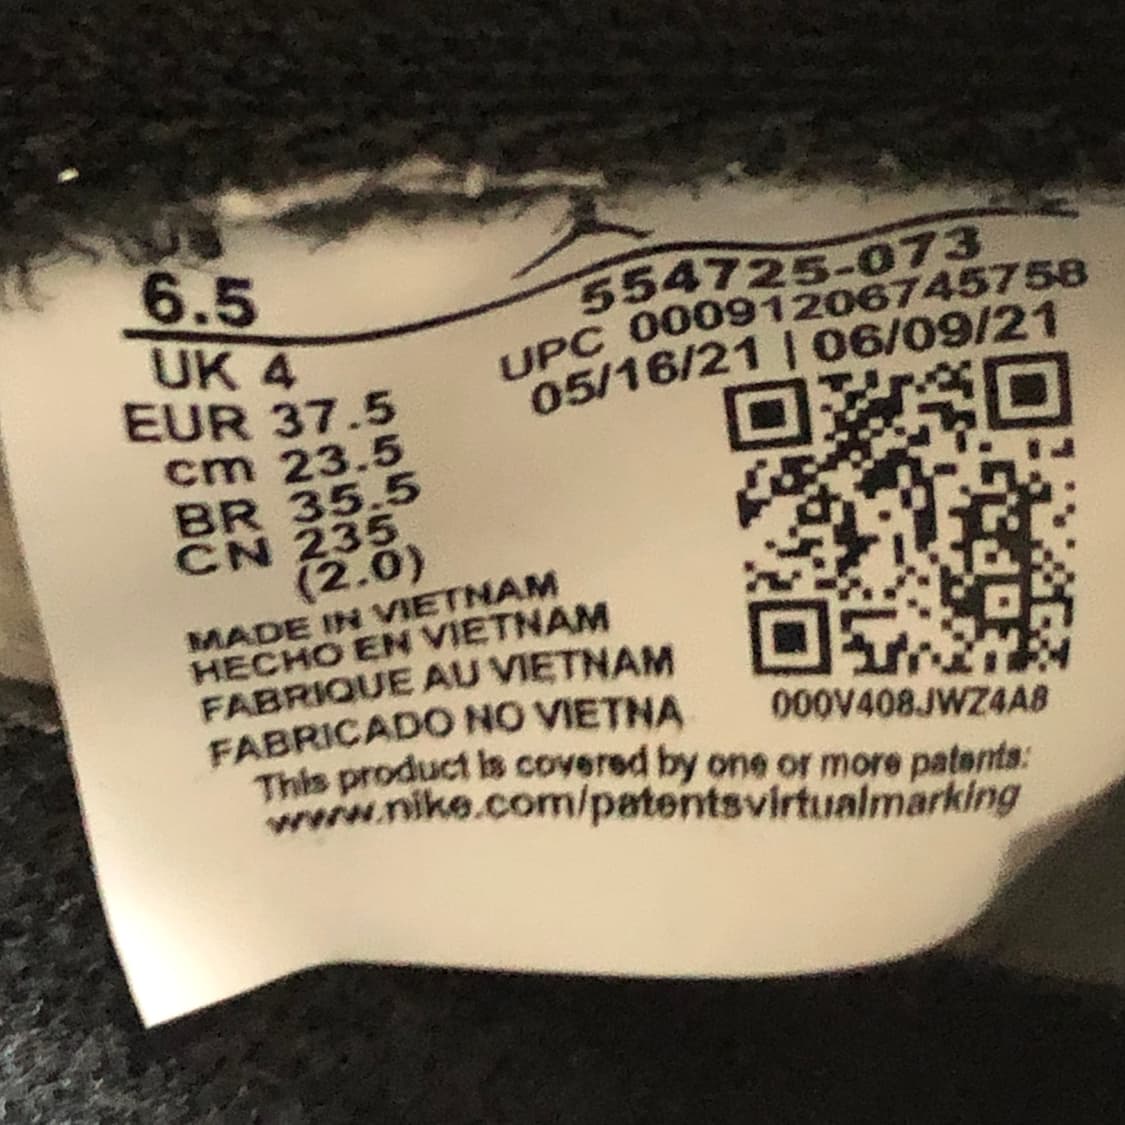 US
6.5
UK 4
EUR 37.5
cm 23.5
BR 35.5
CN 235
(2.0)
554725-073
UPC 00091206745758
05/16/21 | 06/09/21
000V408JWZ4A8
MADE IN VIETNAM
HECHO EN VIETNAM
FABRIQUE AU VIETNAM
FABRICADO NO VIETNA
This product is covered by one or more patents:
www.nike.com/patentsvirtualmarking